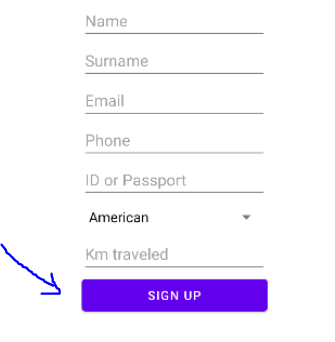 Name
Surname
Email
Phone
ID or Passport
American
Km traveled
SIGN UP